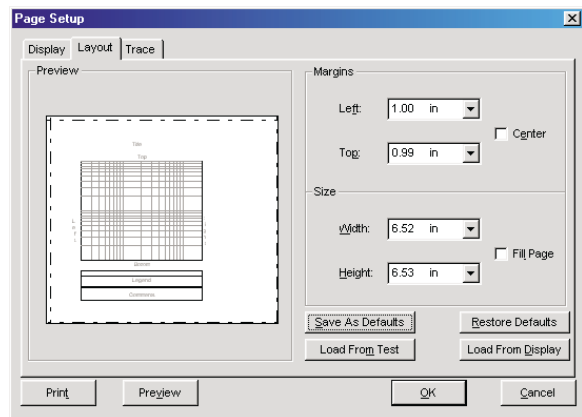 Page Setup
Display Layout Trace
Preview
Title
Top
Left
Bottom
Legend
Comments
Margins
Left: 1.00 in
Top: 0.99 in
Center
Size
Width: 6.52 in
Height: 6.53 in
Fill Page
Save As Defaults Restore Defaults
Load From Test Load From Display
Print Preview OK Cancel